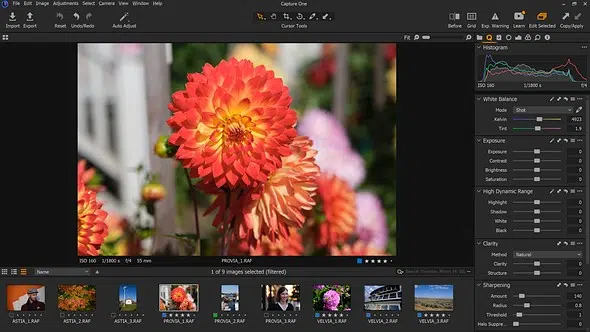 File Edit Image Adjustments Select Camera View Window Help
Capture One
Import Export Reset Undo/Redo Auto Adjust Cursor Tools Before Grid Exp. Warning Learn Edit Selected Copy/Apply
Fit
Histogram
ISO 160 1/1800 s f/4
White Balance
Mode Shot
Kelvin 4923
Tint 1.9
Exposure
Exposure 0
Contrast 0
Brightness 0
Saturation 0
High Dynamic Range
Highlight 0
Shadow 0
White 0
Black 0
Clarity
Method Natural
Clarity 0
Structure 0
Sharpening
Amount 140
Radius 0.8
Threshold 1
Halo Suppre... 0
ISO 160 1/1800 s f/4 55 mm PROVIA_1.RAF
Name 1 of 9 images selected (filtered)
ASTIA_1.RAF ASTIA_2.RAF ASTIA_3.RAF PROVIA_1.RAF PROVIA_2.RAF PROVIA_3.RAF VELVIA_1.RAF VELVIA_2.RAF VELVIA_3.RAF